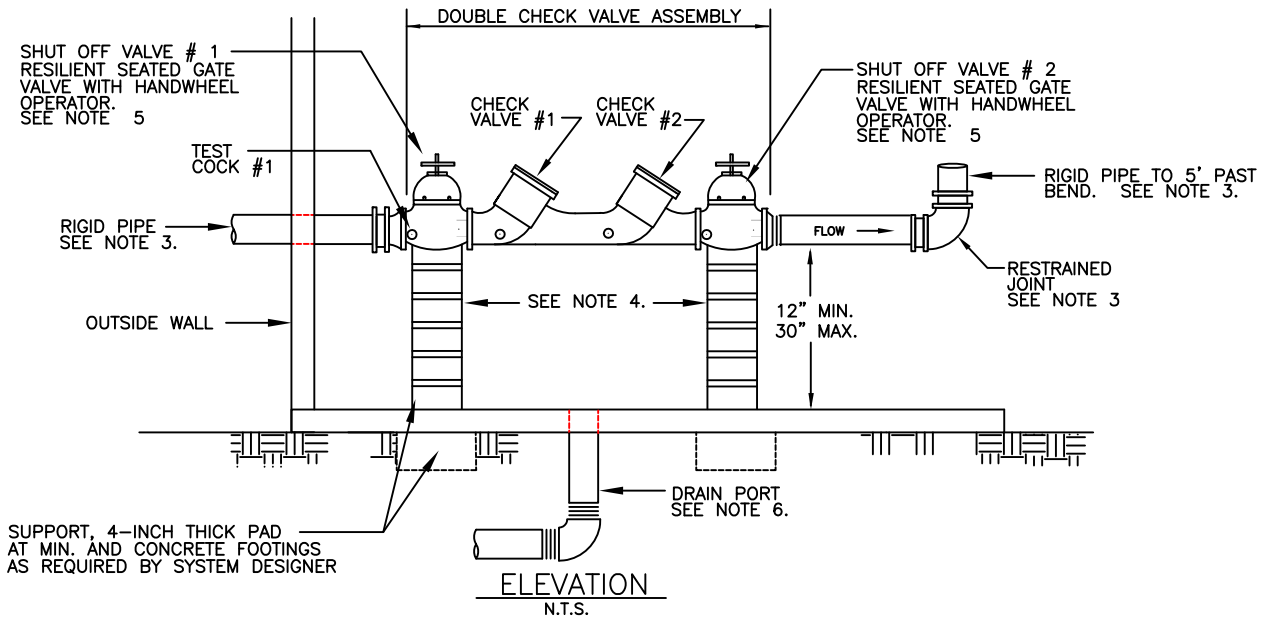 DOUBLE CHECK VALVE ASSEMBLY
SHUT OFF VALVE # 1
RESILIENT SEATED GATE
VALVE WITH HANDWHEEL
OPERATOR.
SEE NOTE 5
TEST
COCK #1
CHECK
VALVE #1
CHECK
VALVE #2
SHUT OFF VALVE # 2
RESILIENT SEATED GATE
VALVE WITH HANDWHEEL
OPERATOR.
SEE NOTE 5
RIGID PIPE TO 5' PAST
BEND. SEE NOTE 3.
RIGID PIPE
SEE NOTE 3.
FLOW
RESTRAINED
JOINT
SEE NOTE 3
OUTSIDE WALL
SEE NOTE 4.
12" MIN.
30" MAX.
DRAIN PORT
SEE NOTE 6.
SUPPORT, 4-INCH THICK PAD
AT MIN. AND CONCRETE FOOTINGS
AS REQUIRED BY SYSTEM DESIGNER
ELEVATION
N.T.S.